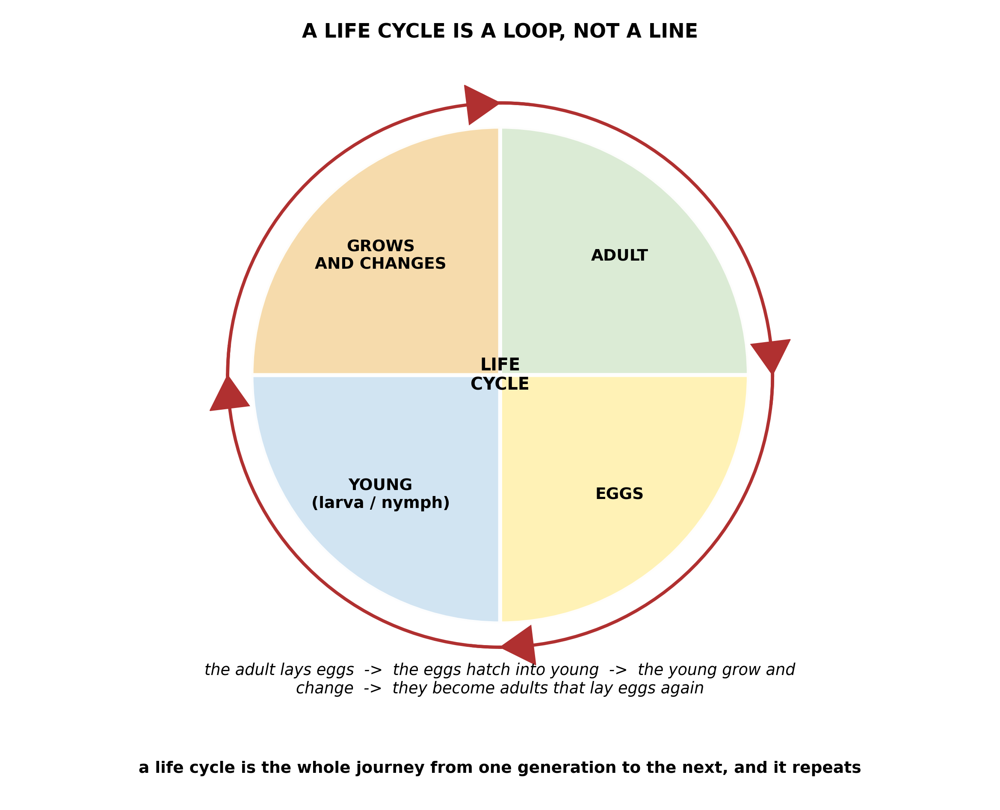 A LIFE CYCLE IS A LOOP, NOT A LINE
GROWS
AND CHANGES
ADULT
LIFE
CYCLE
YOUNG
(larva / nymph)
EGGS
the adult lays eggs  ->  the eggs hatch into young  ->  the young grow and
change  ->  they become adults that lay eggs again
a life cycle is the whole journey from one generation to the next, and it repeats